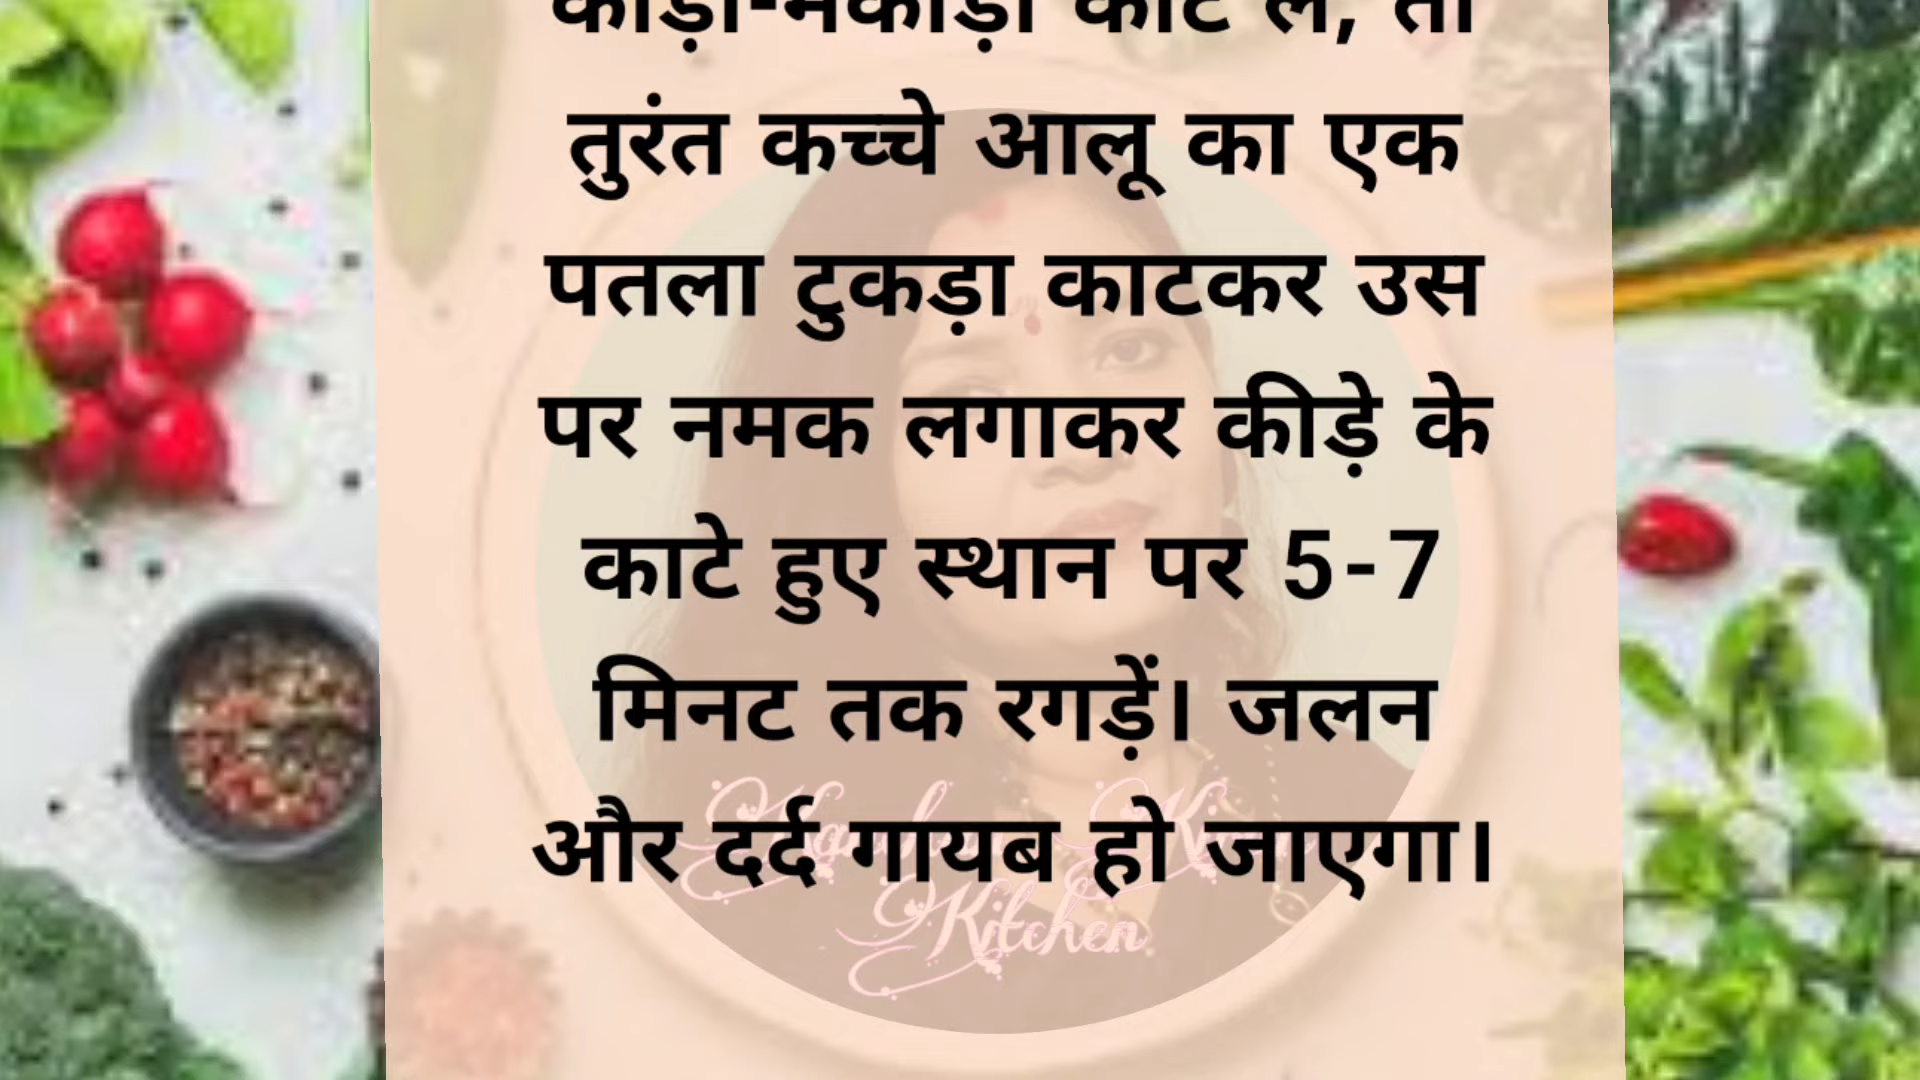 कीड़ा-मकोड़ा काट ले, तो
तुरंत कच्चे आलू का एक
पतला टुकड़ा काटकर उस
पर नमक लगाकर कीड़े के
काटे हुए स्थान पर 5-7
मिनट तक रगड़ें। जलन
और दर्द गायब हो जाएगा।
Kitchen